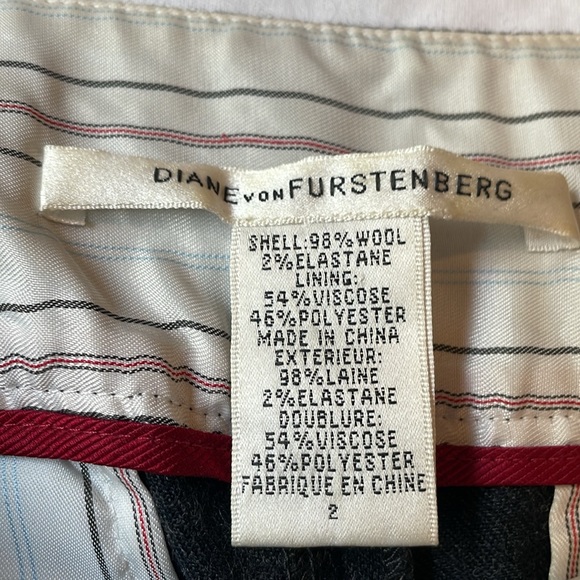 DIANE VON FURSTENBERG
SHELL:98%WOOL
2%ELASTANE
LINING:
54%VISCOSE
46%POLYESTER
MADE IN CHINA
EXTERIEUR:
98%LAINE
2%ELASTANE
DOUBLURE:
54%VISCOSE
46%POLYESTER
FABRIQUE EN CHINE
2